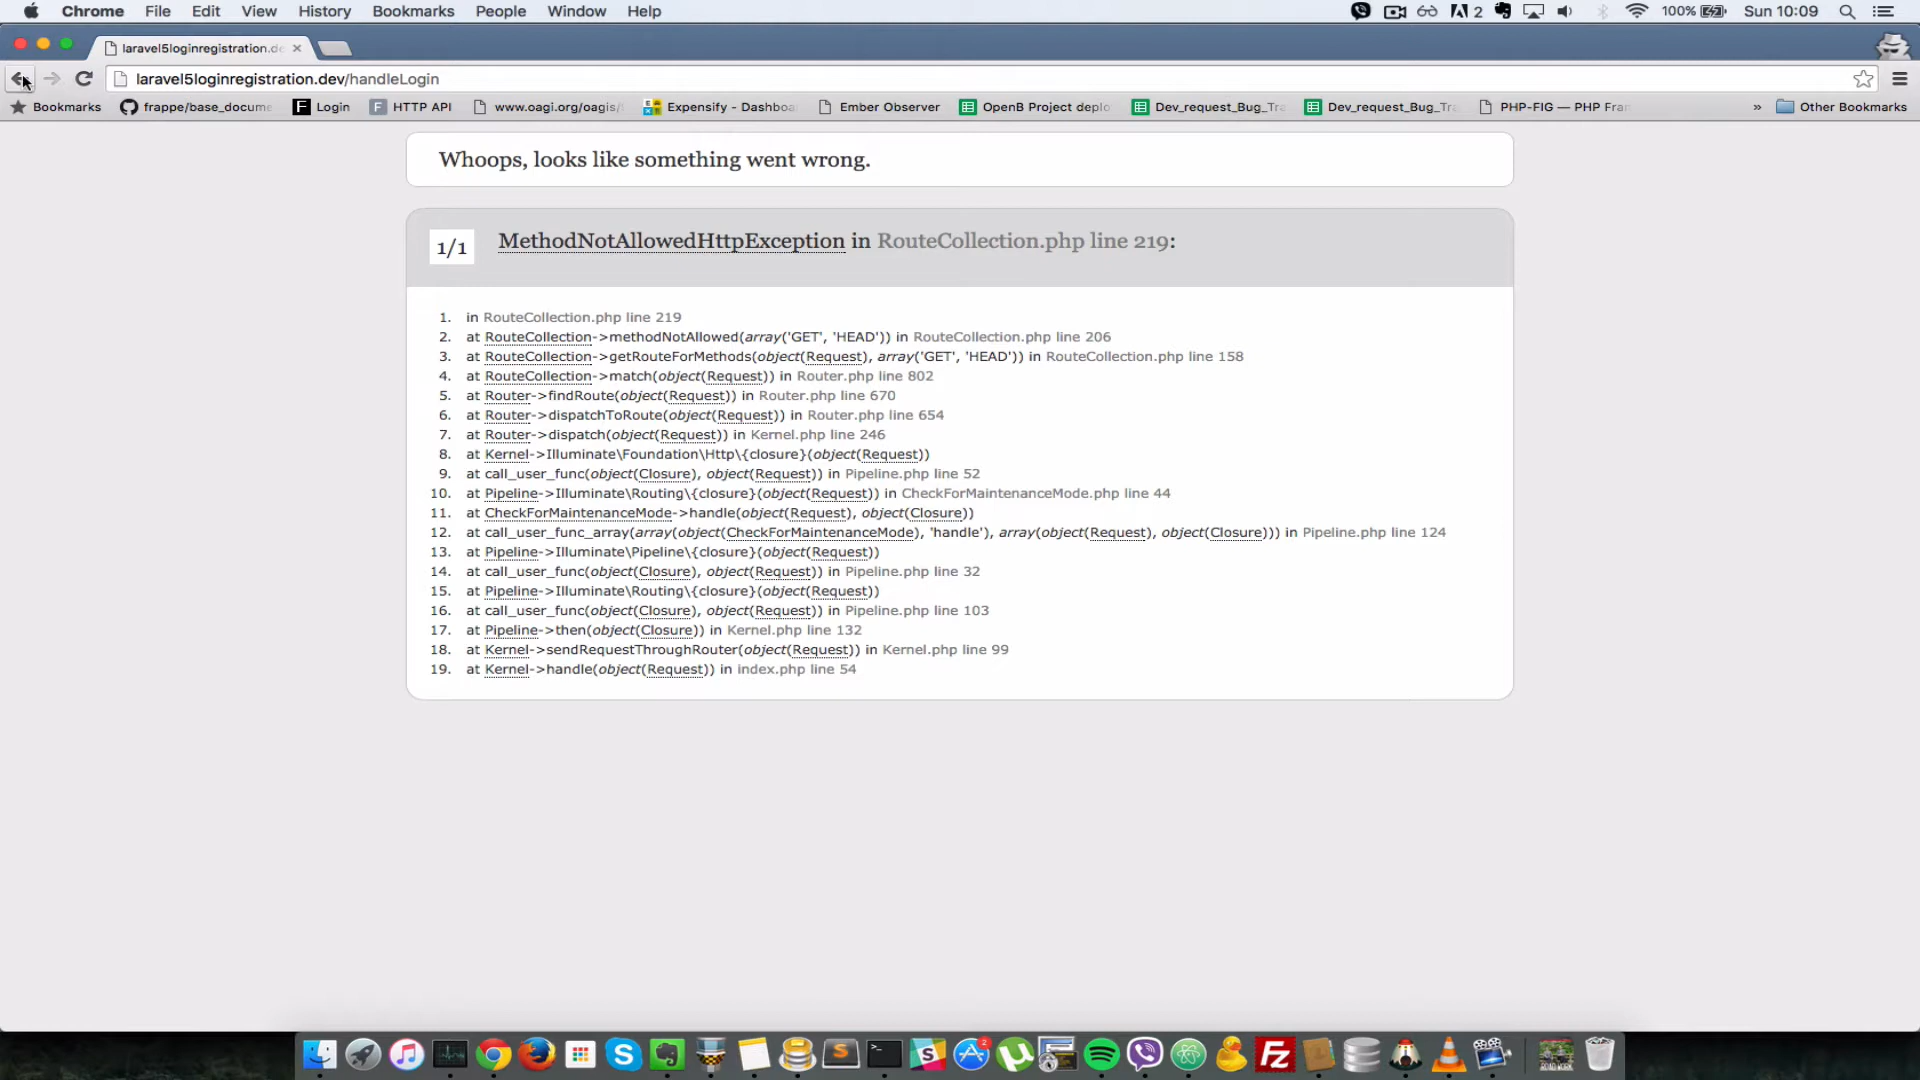 Chrome File Edit View History Bookmarks People Window Help 2 100% Sun 10:09
laravel5loginregistration.de
laravel5loginregistration.dev/handleLogin
Bookmarks frappe/base_docume Login HTTP API www.oagi.org/oagis/ Expensify - Dashboa Ember Observer OpenB Project deplo Dev_request_Bug_Tra Dev_request_Bug_Tra PHP-FIG — PHP Fram » Other Bookmarks
Whoops, looks like something went wrong.
1/1 MethodNotAllowedHttpException in RouteCollection.php line 219:
1. in RouteCollection.php line 219
2. at RouteCollection->methodNotAllowed(array('GET', 'HEAD')) in RouteCollection.php line 206
3. at RouteCollection->getRouteForMethods(object(Request), array('GET', 'HEAD')) in RouteCollection.php line 158
4. at RouteCollection->match(object(Request)) in Router.php line 802
5. at Router->findRoute(object(Request)) in Router.php line 670
6. at Router->dispatchToRoute(object(Request)) in Router.php line 654
7. at Router->dispatch(object(Request)) in Kernel.php line 246
8. at Kernel->Illuminate\Foundation\Http\{closure}(object(Request))
9. at call_user_func(object(Closure), object(Request)) in Pipeline.php line 52
10. at Pipeline->Illuminate\Routing\{closure}(object(Request)) in CheckForMaintenanceMode.php line 44
11. at CheckForMaintenanceMode->handle(object(Request), object(Closure))
12. at call_user_func_array(array(object(CheckForMaintenanceMode), 'handle'), array(object(Request), object(Closure))) in Pipeline.php line 124
13. at Pipeline->Illuminate\Pipeline\{closure}(object(Request))
14. at call_user_func(object(Closure), object(Request)) in Pipeline.php line 32
15. at Pipeline->Illuminate\Routing\{closure}(object(Request))
16. at call_user_func(object(Closure), object(Request)) in Pipeline.php line 103
17. at Pipeline->then(object(Closure)) in Kernel.php line 132
18. at Kernel->sendRequestThroughRouter(object(Request)) in Kernel.php line 99
19. at Kernel->handle(object(Request)) in index.php line 54